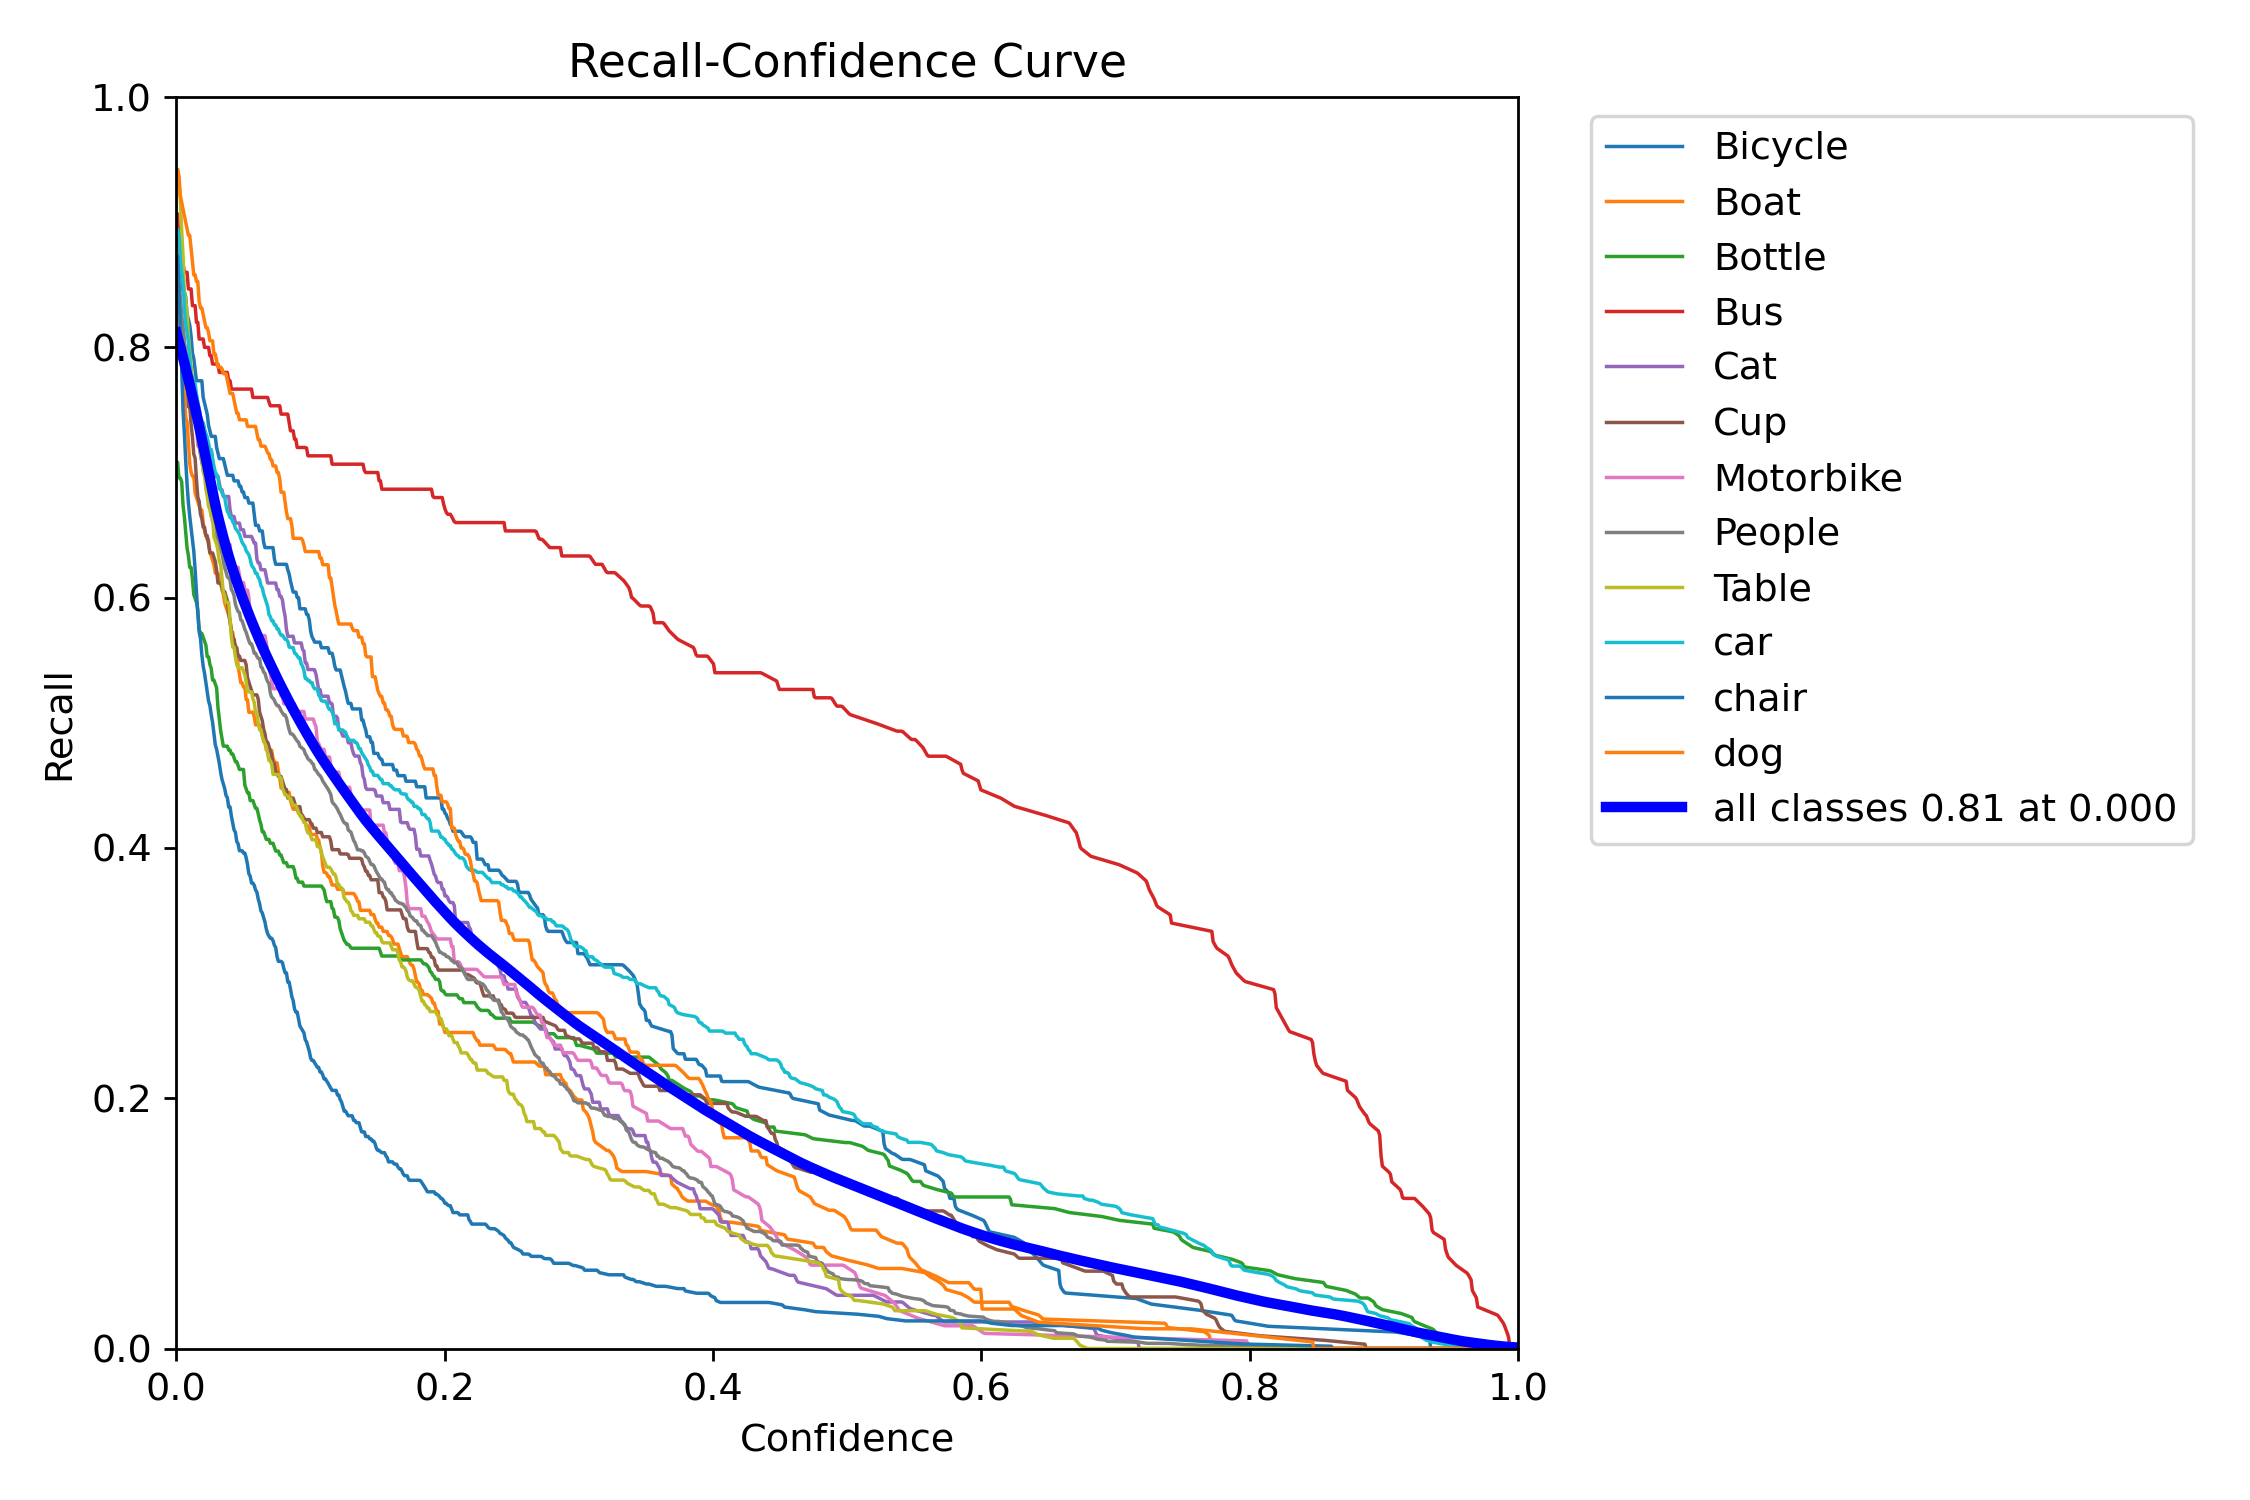 Recall-Confidence Curve
1.0
0.8
0.6
0.4
0.2
0.0
Recall
0.0 0.2 0.4 0.6 0.8 1.0
Confidence
Bicycle
Boat
Bottle
Bus
Cat
Cup
Motorbike
People
Table
car
chair
dog
all classes 0.81 at 0.000